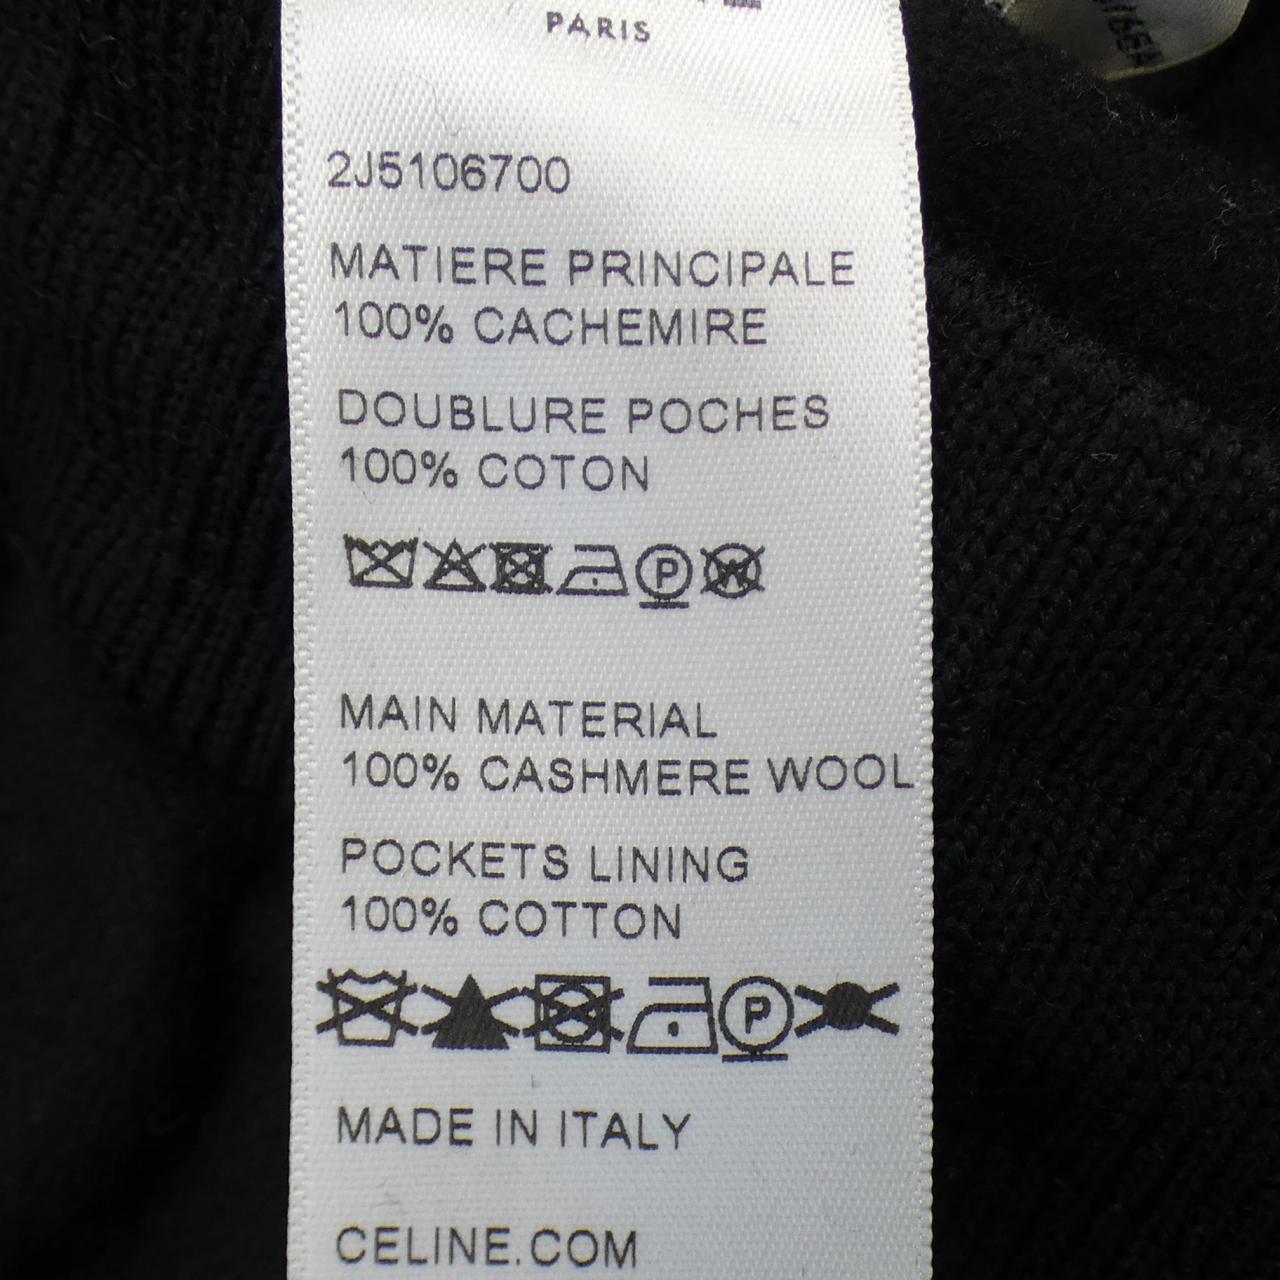 PARIS
2J5106700
MATIERE PRINCIPALE
100% CACHEMIRE
DOUBLURE POCHES
100% COTON
P W
MAIN MATERIAL
100% CASHMERE WOOL
POCKETS LINING
100% COTTON
P
MADE IN ITALY
CELINE.COM